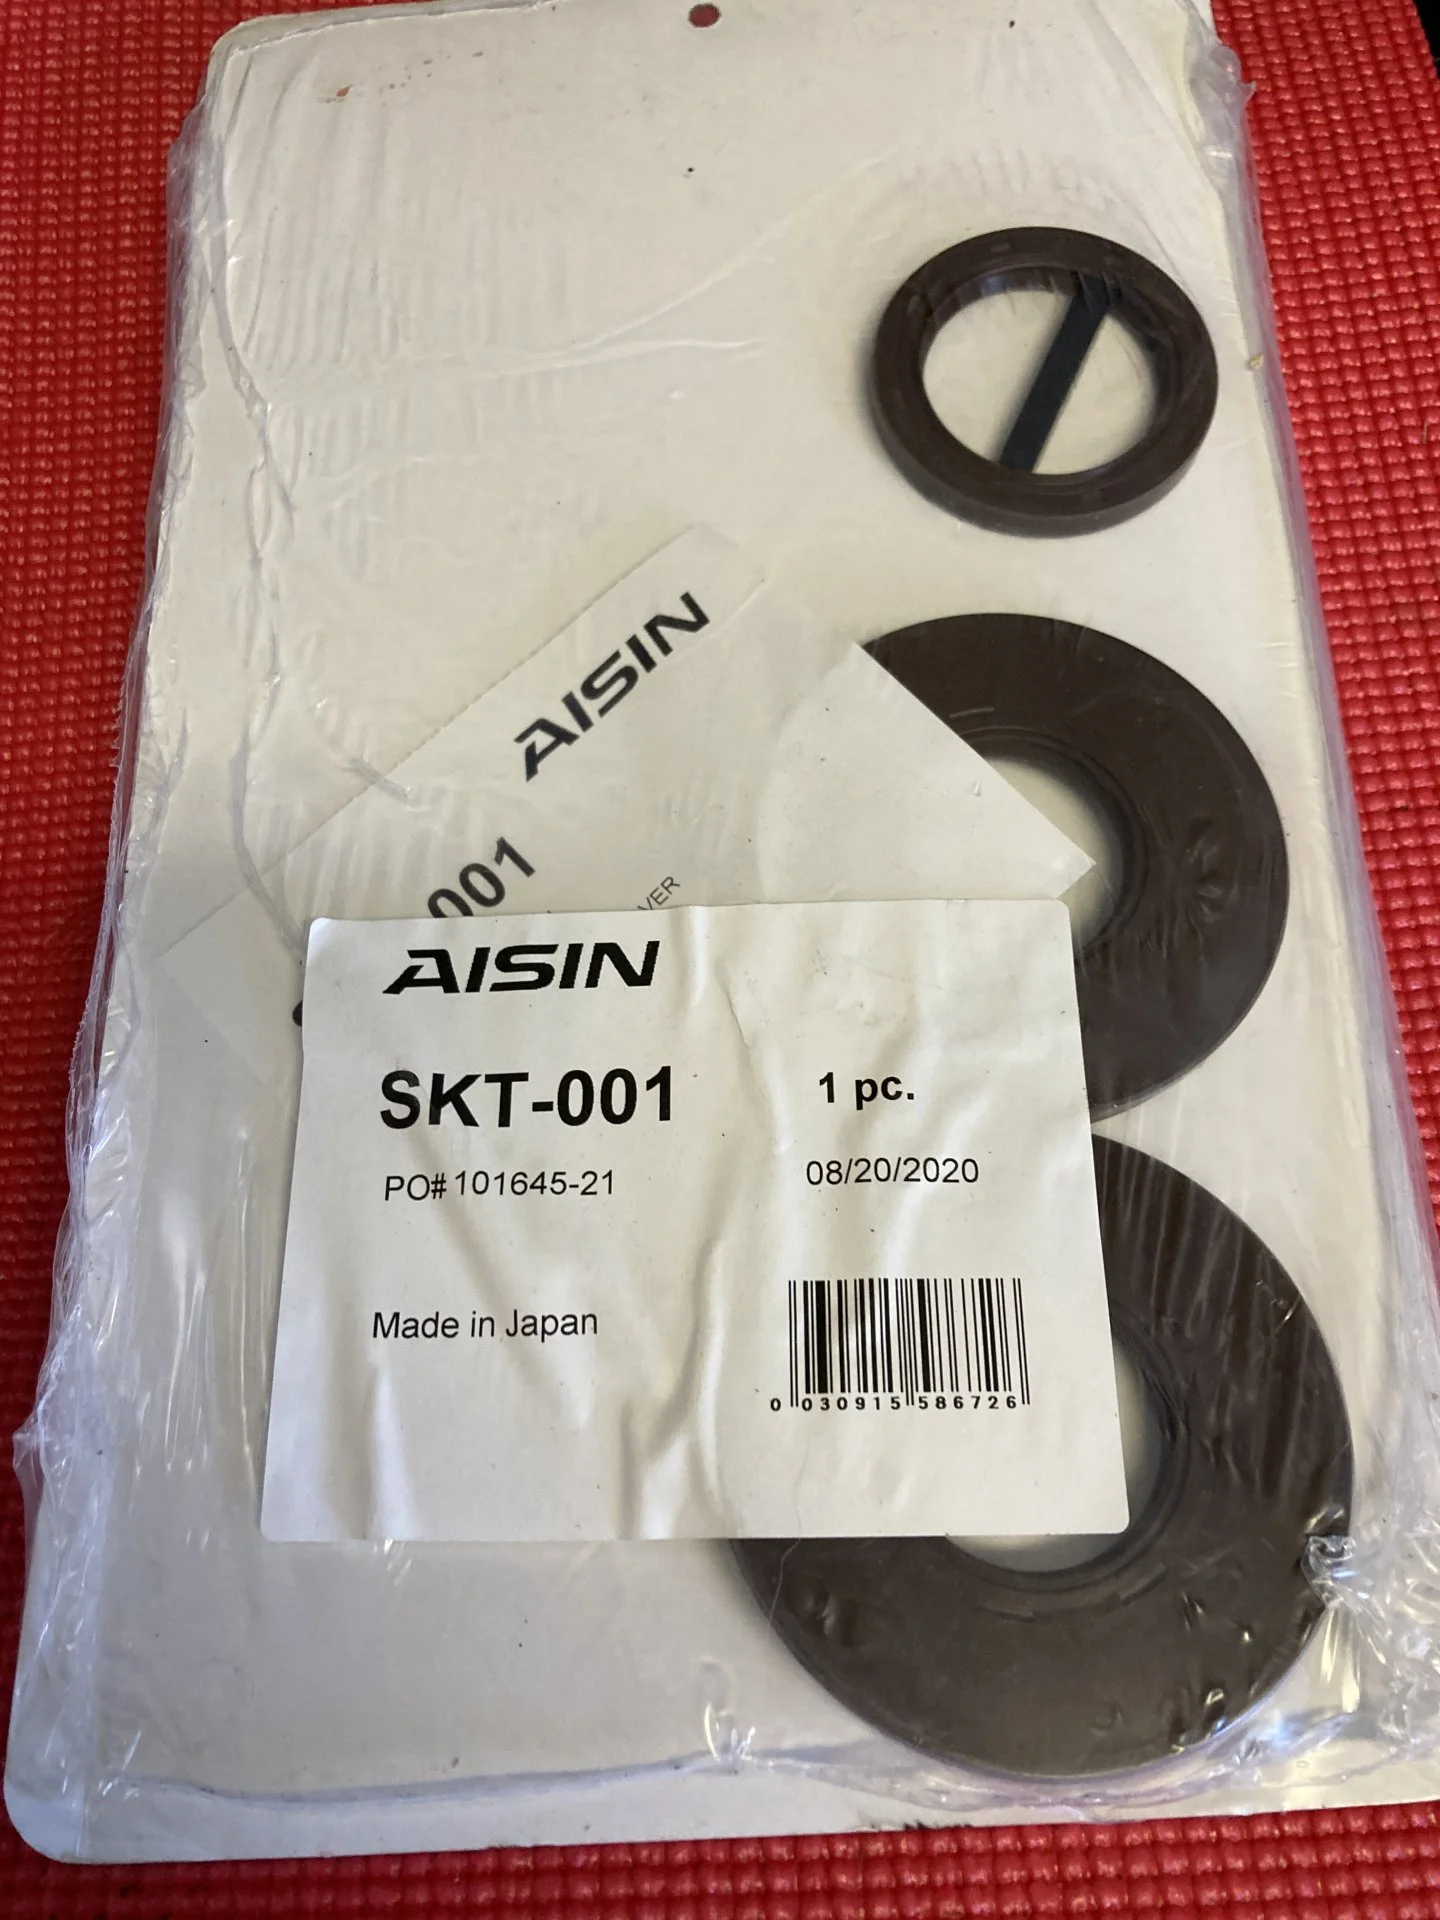 AISIN
001
VER
AISIN
SKT-001
1 pc.
PO# 101645-21
08/20/2020
Made in Japan
0 030915 586726